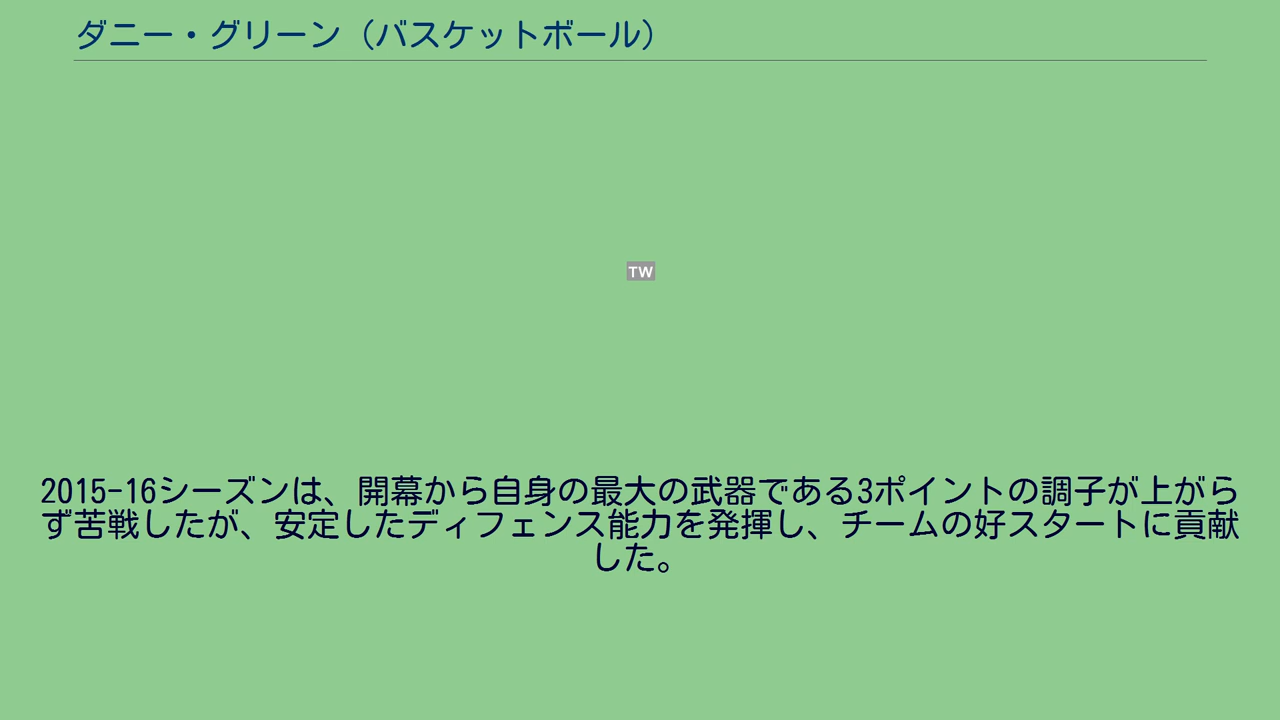 ダニー・グリーン（バスケットボール）
TW
2015-16シーズンは、開幕から自身の最大の武器である3ポイントの調子が上がら
ず苦戦したが、安定したディフェンス能力を発揮し、チームの好スタートに貢献
した。